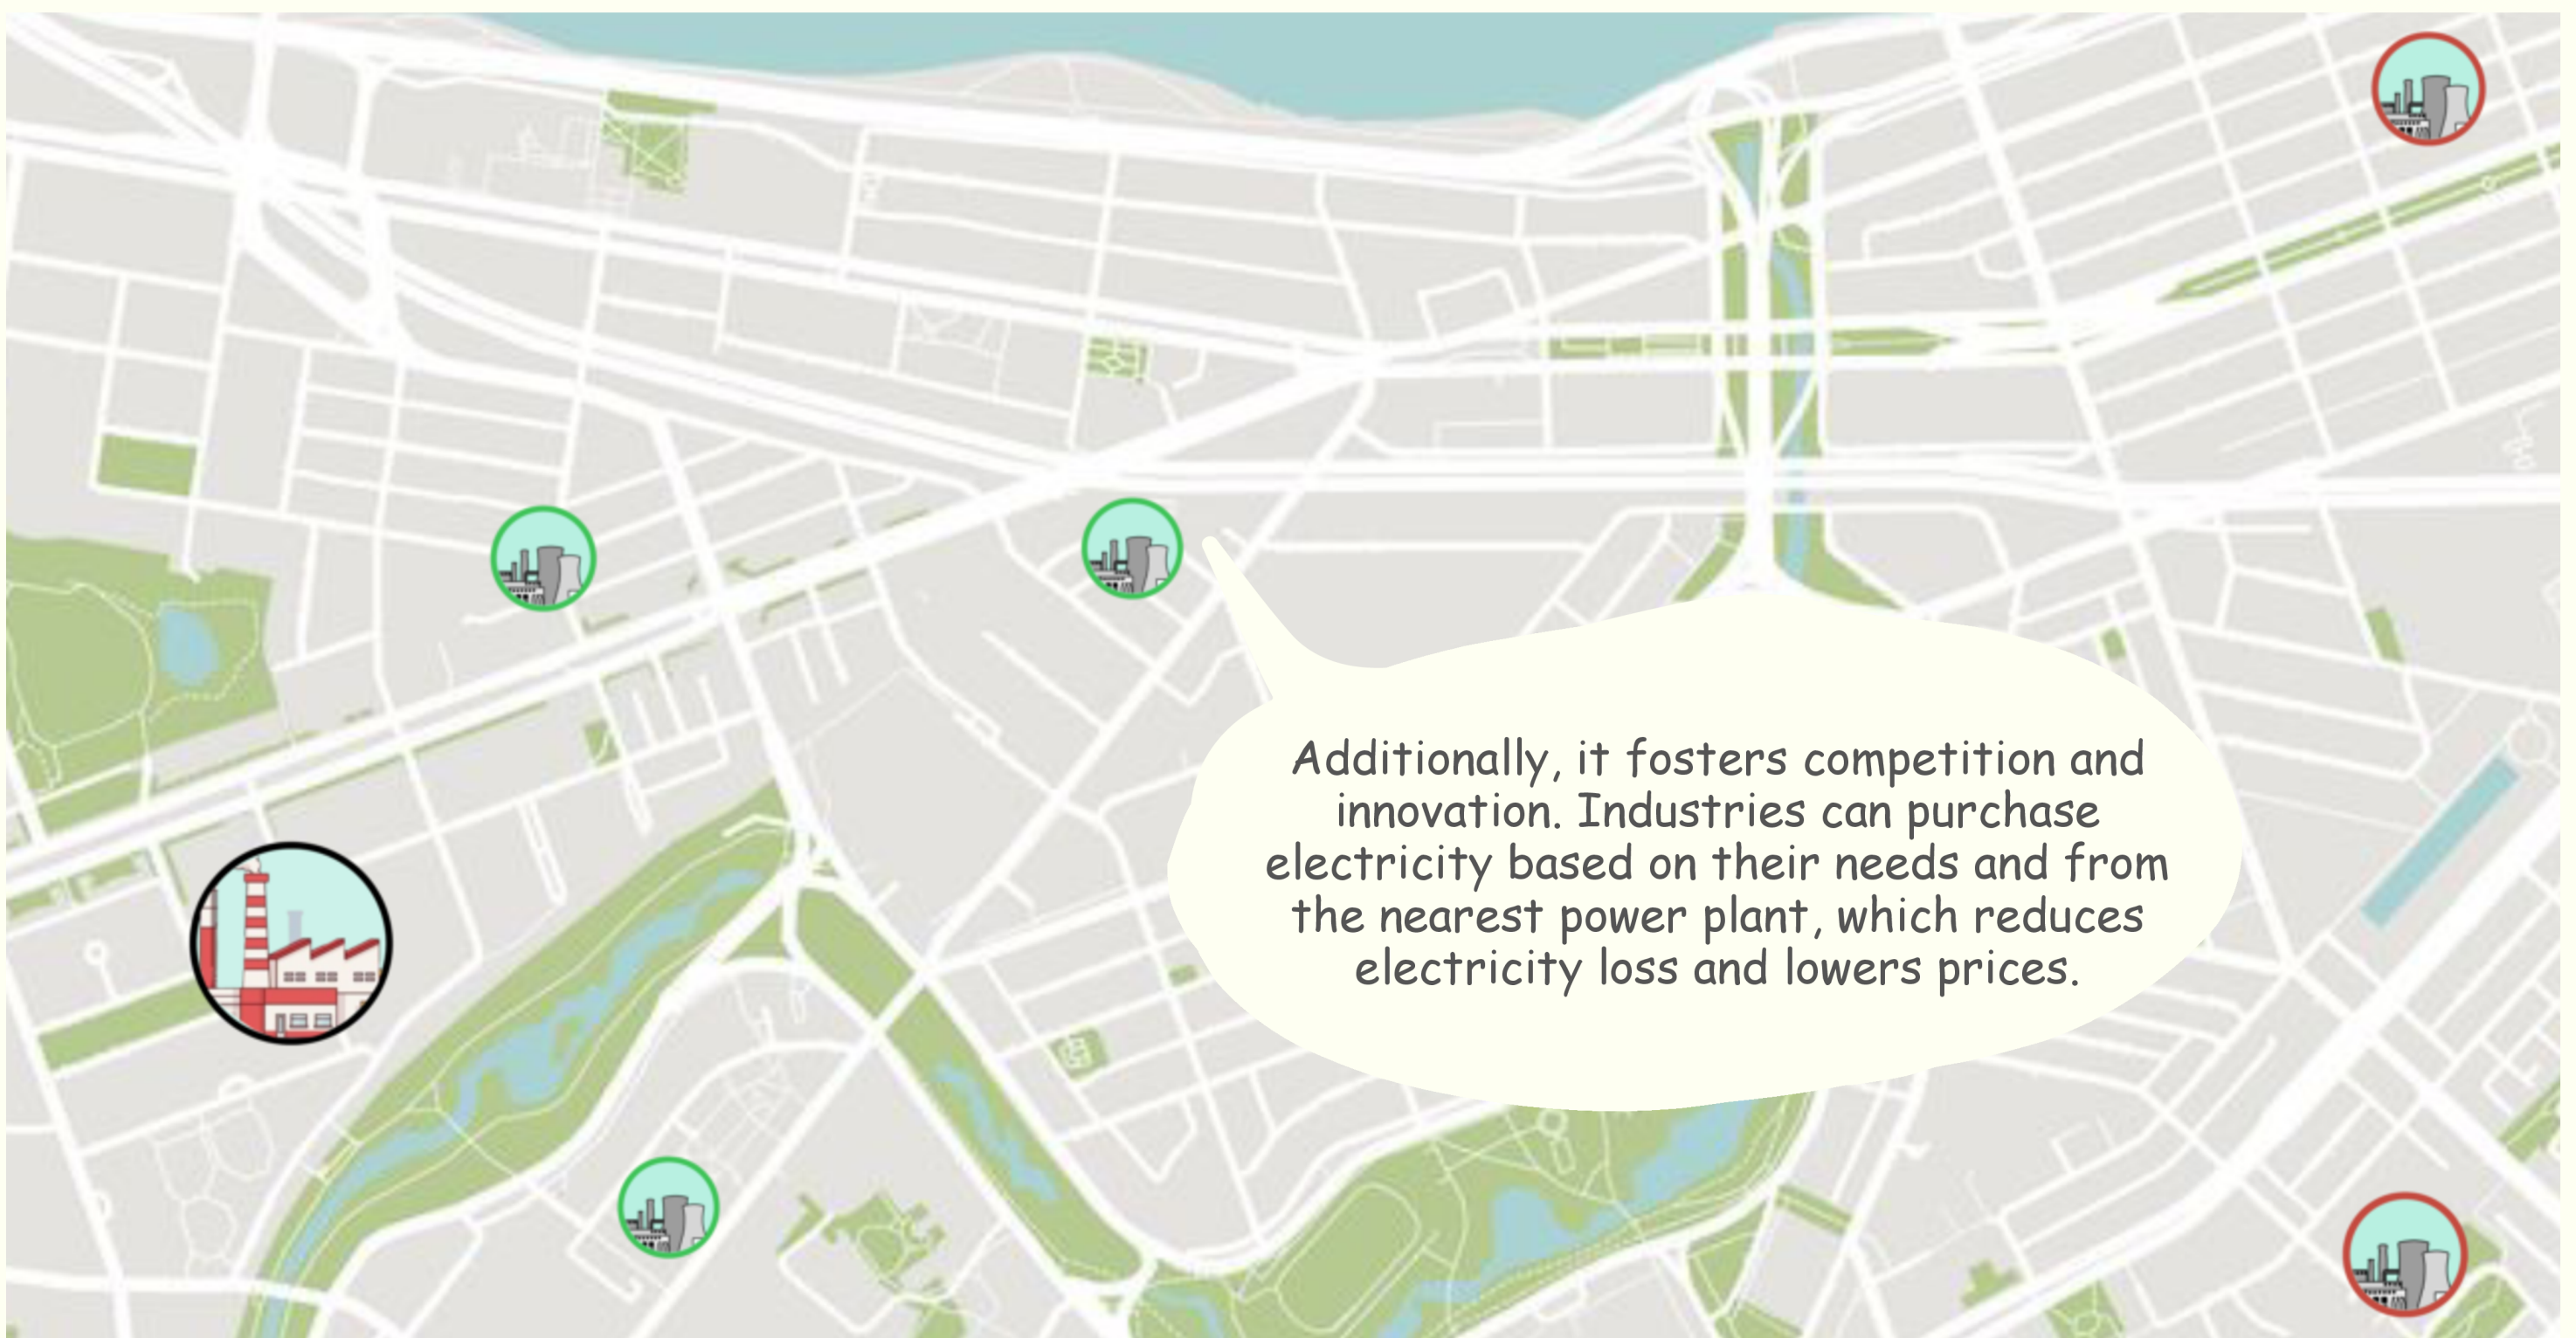 Additionally, it fosters competition and
innovation. Industries can purchase
electricity based on their needs and from
the nearest power plant, which reduces
electricity loss and lowers prices.